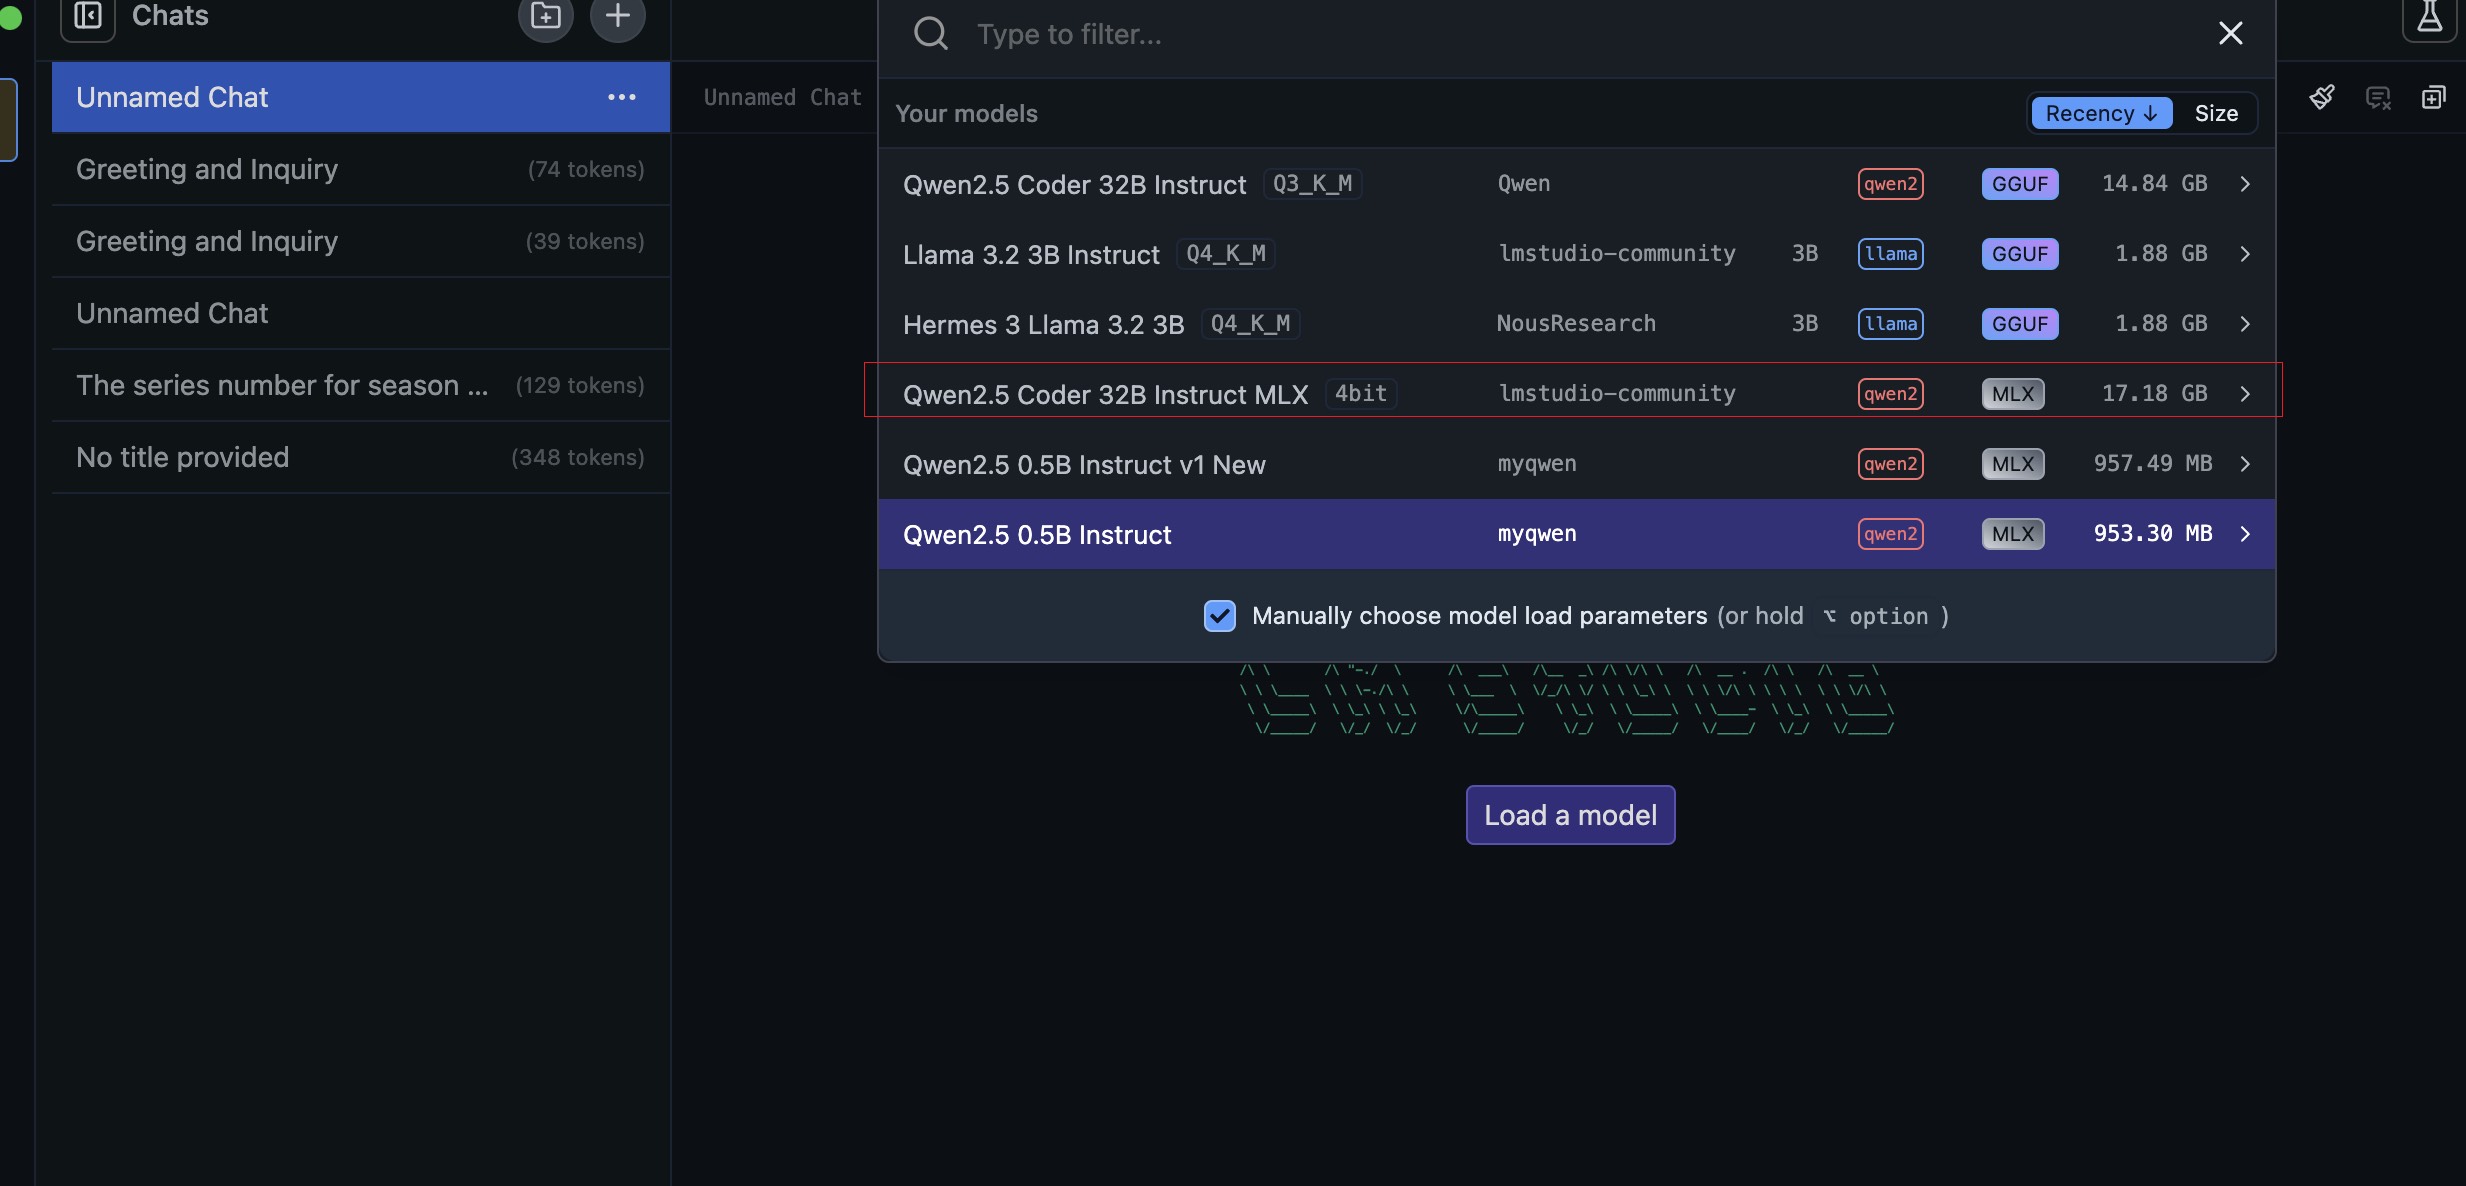 Chats
Type to filter...
Unnamed Chat
Unnamed Chat
Your models
Recency ↓ Size
Greeting and Inquiry (74 tokens)
Greeting and Inquiry (39 tokens)
Unnamed Chat
The series number for season ... (129 tokens)
No title provided (348 tokens)
Qwen2.5 Coder 32B Instruct Q3_K_M Qwen qwen2 GGUF 14.84 GB
Llama 3.2 3B Instruct Q4_K_M lmstudio-community 3B llama GGUF 1.88 GB
Hermes 3 Llama 3.2 3B Q4_K_M NousResearch 3B llama GGUF 1.88 GB
Qwen2.5 Coder 32B Instruct MLX 4bit lmstudio-community qwen2 MLX 17.18 GB
Qwen2.5 0.5B Instruct v1 New myqwen qwen2 MLX 957.49 MB
Qwen2.5 0.5B Instruct myqwen qwen2 MLX 953.30 MB
Manually choose model load parameters (or hold ⌥ option )
Load a model